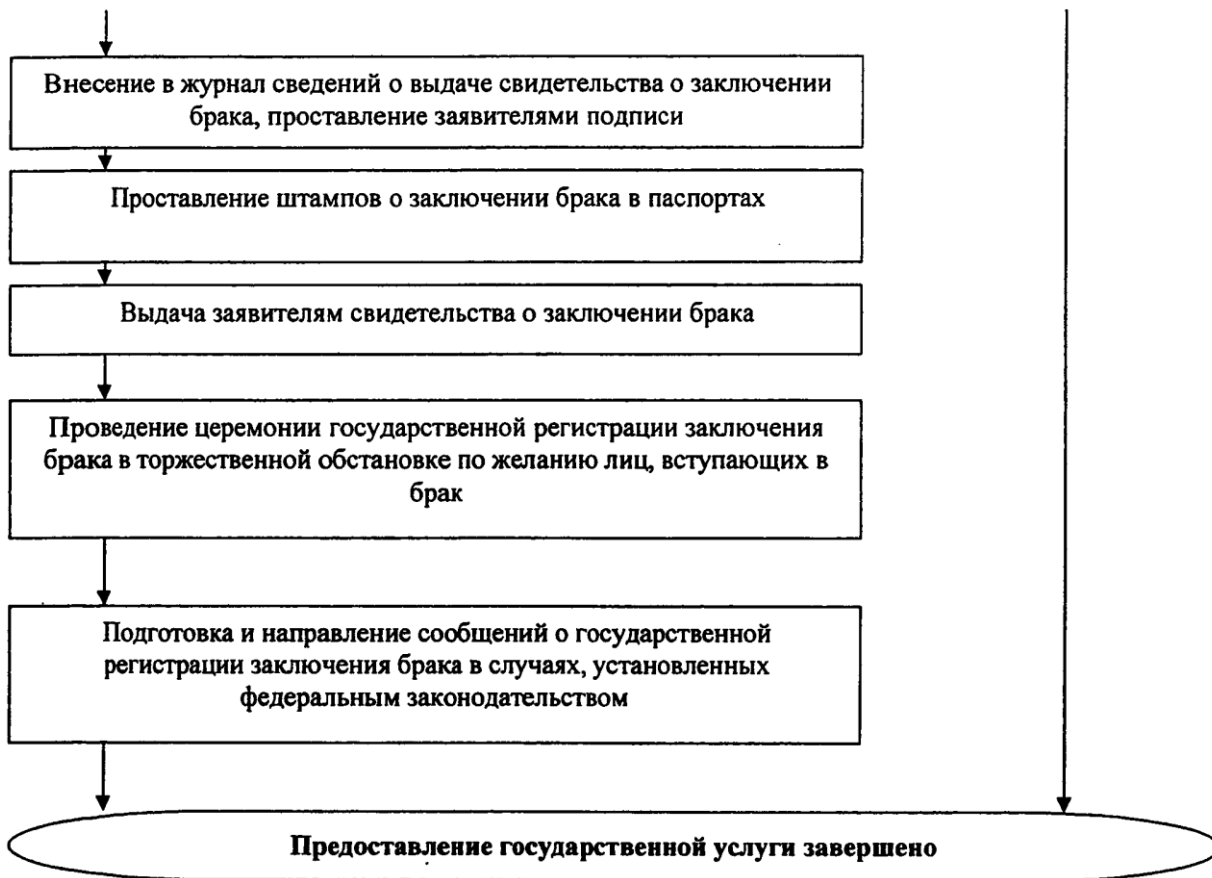 Внесение в журнал сведений о выдаче свидетельства о заключении
брака, проставление заявителями подписи
Проставление штампов о заключении брака в паспортах
Выдача заявителям свидетельства о заключении брака
Проведение церемонии государственной регистрации заключения
брака в торжественной обстановке по желанию лиц, вступающих в
брак
Подготовка и направление сообщений о государственной
регистрации заключения брака в случаях, установленных
федеральным законодательством
Предоставление государственной услуги завершено